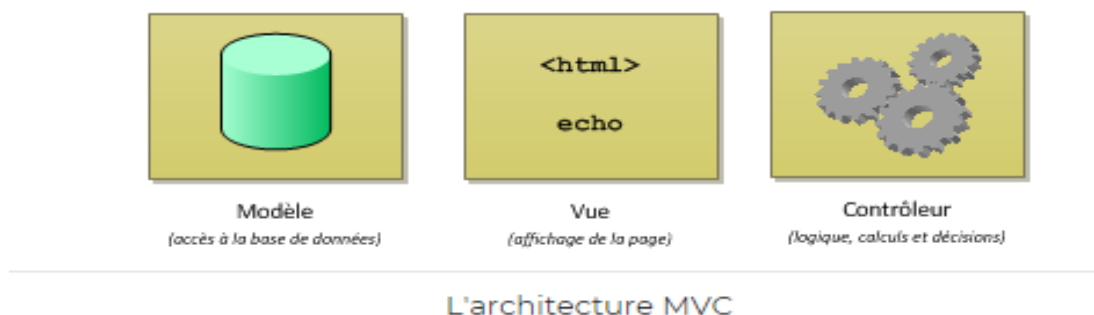 <html>
echo
Modèle
Vue
Contrôleur
(accès à la base de données)
(affichage de la page)
(logique, calculs et décisions)
L'architecture MVC